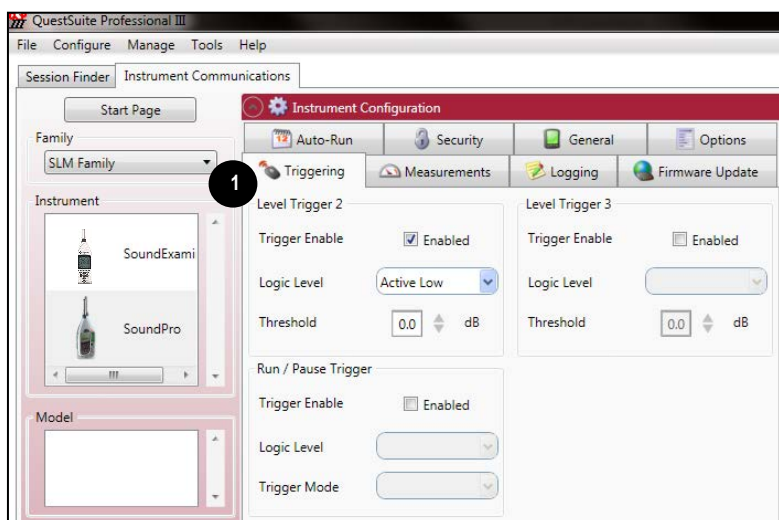 QuestSuite Professional III
File Configure Manage Tools Help
Session Finder Instrument Communications
Start Page
Family
SLM Family
Instrument
SoundExami
SoundPro
Model
Instrument Configuration
Auto-Run Security General Options
1
Triggering Measurements Logging Firmware Update
Level Trigger 2
Trigger Enable Enabled
Logic Level Active Low
Threshold 0.0 dB
Level Trigger 3
Trigger Enable Enabled
Logic Level
Threshold 0.0 dB
Run / Pause Trigger
Trigger Enable Enabled
Logic Level
Trigger Mode